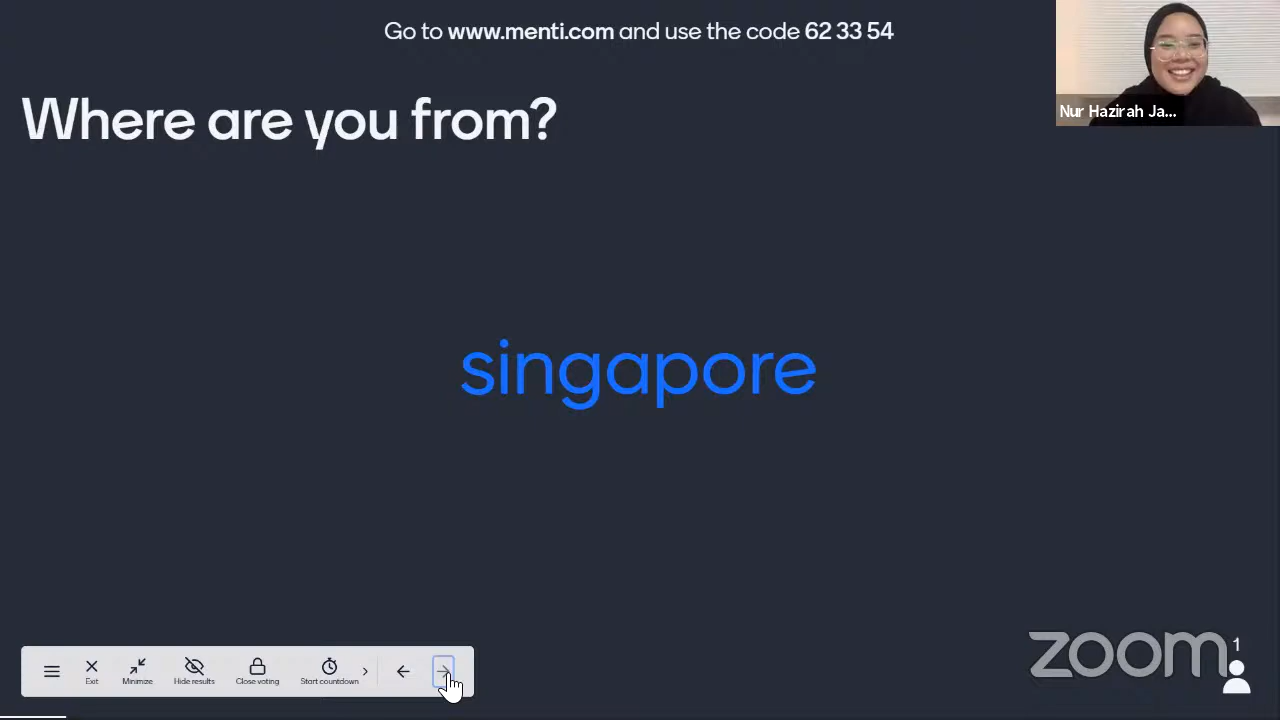 Go to www.menti.com and use the code 62 33 54
Nur Hazirah Ja...
Where are you from?
singapore
Exit
Minimize
Hide results
Close voting
Start countdown
zoom
1